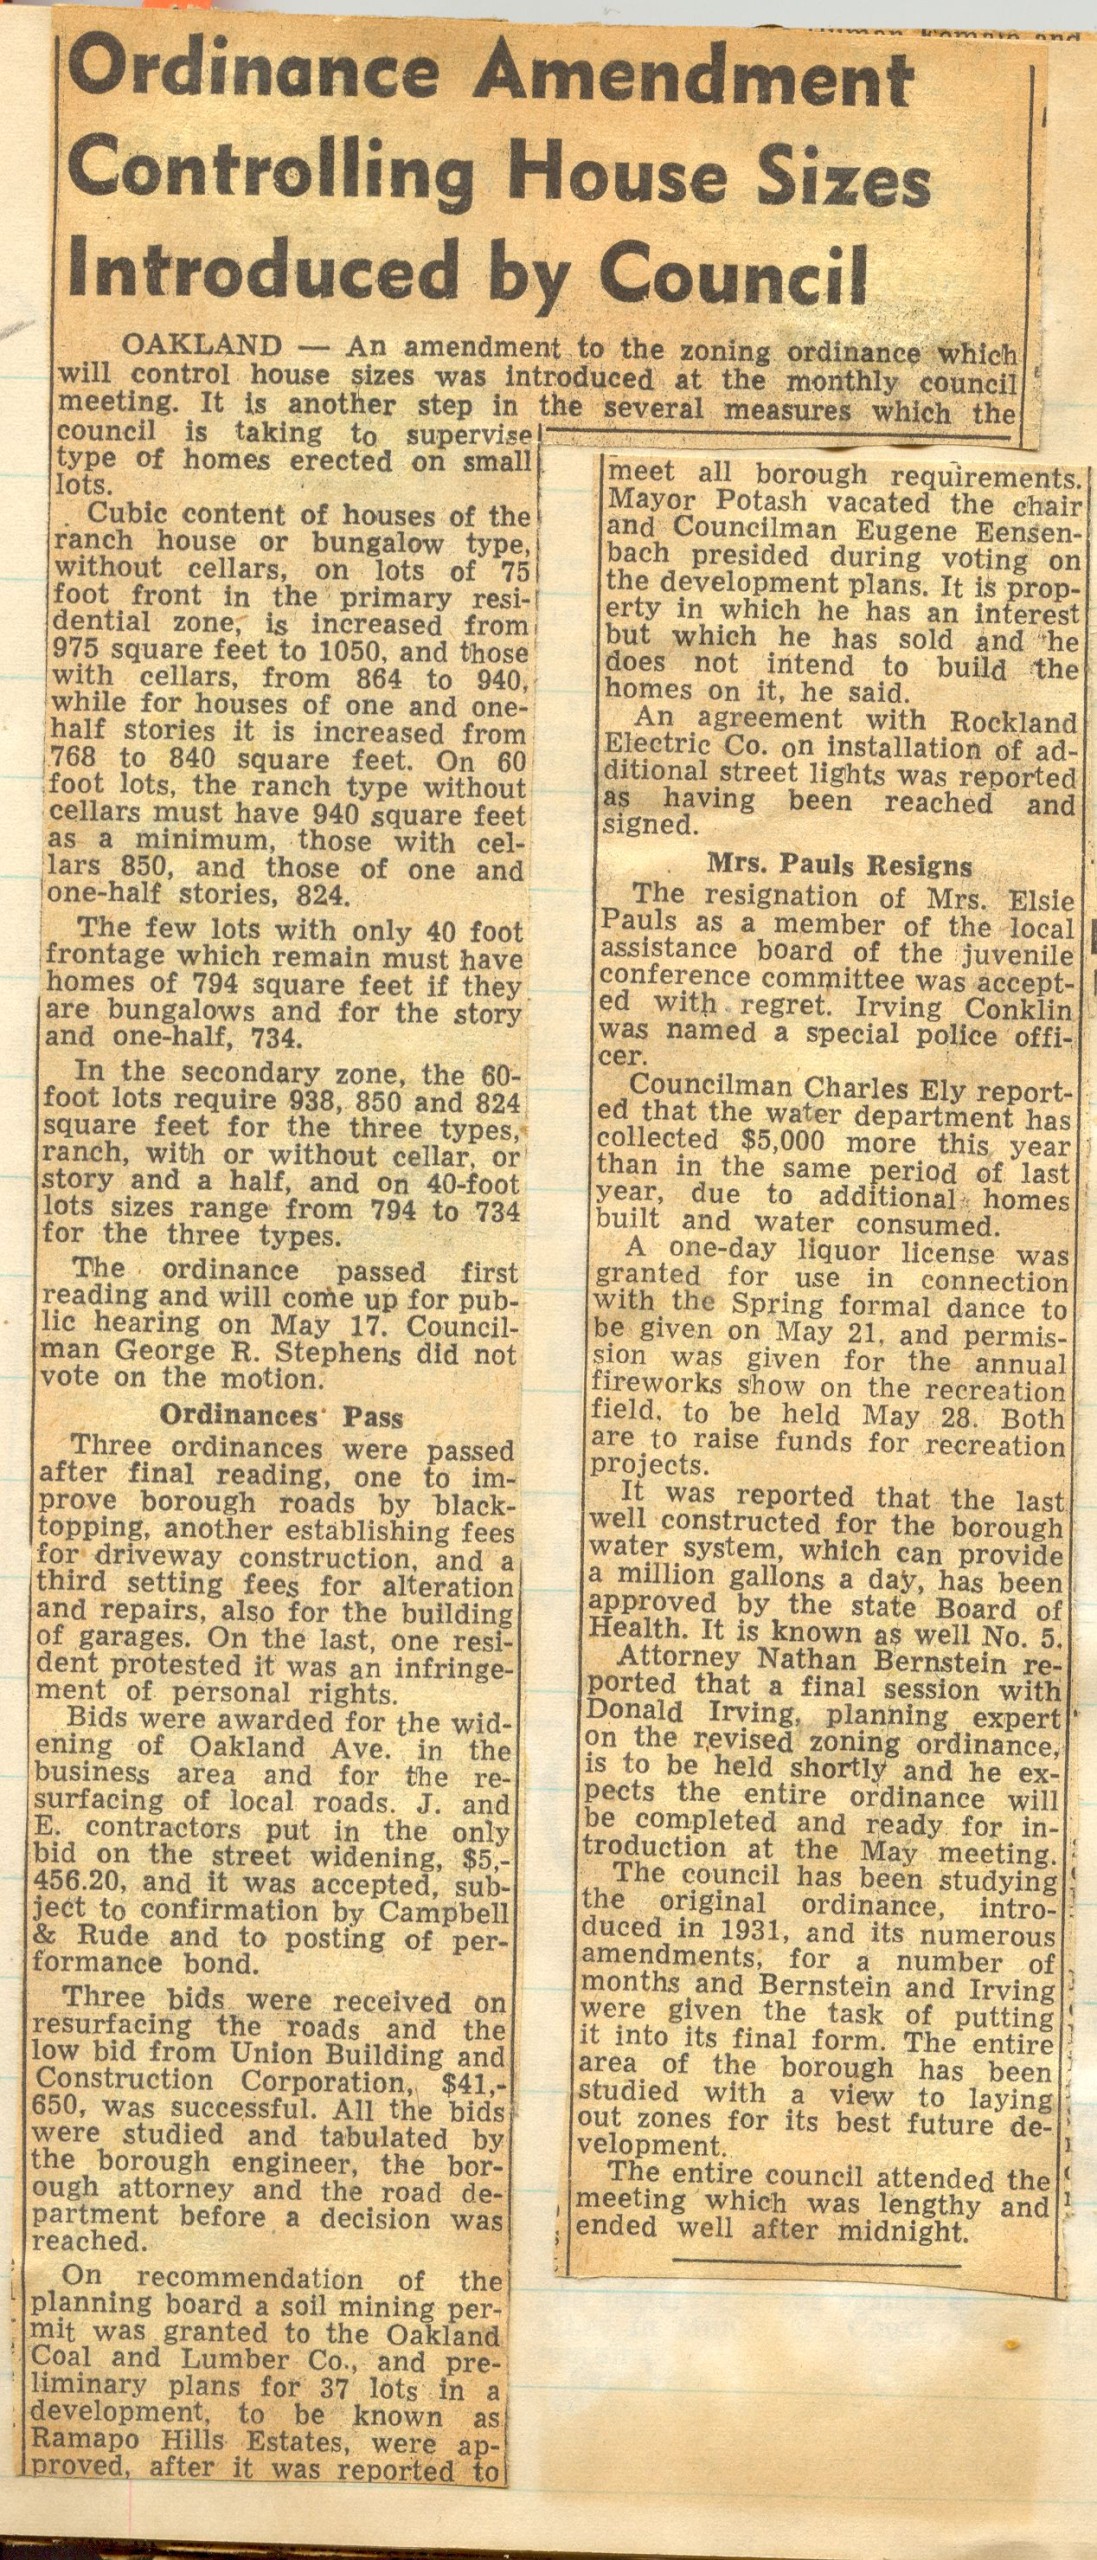 Ordinance Amendment
Controlling House Sizes
Introduced by Council
OAKLAND — An amendment to the zoning ordinance which
will control house sizes was introduced at the monthly council
meeting. It is another step in the several measures which the
council is taking to supervise
type of homes erected on small
lots.
Cubic content of houses of the
ranch house or bungalow type,
without cellars, on lots of 75
foot front in the primary resi-
dential zone, is increased from
975 square feet to 1050, and those
with cellars, from 864 to 940,
while for houses of one and one-
half stories it is increased from
768 to 840 square feet. On 60
foot lots, the ranch type without
cellars must have 940 square feet
as a minimum, those with cel-
lars 850, and those of one and
one-half stories, 824.
The few lots with only 40 foot
frontage which remain must have
homes of 794 square feet if they
are bungalows and for the story
and one-half, 734.
In the secondary zone, the 60-
foot lots require 938, 850 and 824
square feet for the three types,
ranch, with or without cellar, or
story and a half, and on 40-foot
lots sizes range from 794 to 734
for the three types.
The ordinance passed first
reading and will come up for pub-
lic hearing on May 17. Council-
man George R. Stephens did not
vote on the motion.
Ordinances Pass
Three ordinances were passed
after final reading, one to im-
prove borough roads by black-
topping, another establishing fees
for driveway construction, and a
third setting fees for alteration
and repairs, also for the building
of garages. On the last, one resi-
dent protested it was an infringe-
ment of personal rights.
Bids were awarded for the wid-
ening of Oakland Ave. in the
business area and for the re-
surfacing of local roads. J. and
E. contractors put in the only
bid on the street widening, $5,-
456.20, and it was accepted, sub-
ject to confirmation by Campbell
& Rude and to posting of per-
formance bond.
Three bids were received on
resurfacing the roads and the
low bid from Union Building and
Construction Corporation, $41,-
650, was successful. All the bids
were studied and tabulated by
the borough engineer, the bor-
ough attorney and the road de-
partment before a decision was
reached.
On recommendation of the
planning board a soil mining per-
mit was granted to the Oakland
Coal and Lumber Co., and pre-
liminary plans for 37 lots in a
development, to be known as
Ramapo Hills Estates, were ap-
proved, after it was reported to
meet all borough requirements.
Mayor Potash vacated the chair
and Councilman Eugene Eensen-
bach presided during voting on
the development plans. It is prop-
erty in which he has an interest
but which he has sold and he
does not intend to build the
homes on it, he said.
An agreement with Rockland
Electric Co. on installation of ad-
ditional street lights was reported
as having been reached and
signed.
Mrs. Pauls Resigns
The resignation of Mrs. Elsie
Pauls as a member of the local
assistance board of the juvenile
conference committee was accept-
ed with regret. Irving Conklin
was named a special police offi-
cer.
Councilman Charles Ely report-
ed that the water department has
collected $5,000 more this year
than in the same period of last
year, due to additional homes
built and water consumed.
A one-day liquor license was
granted for use in connection
with the Spring formal dance to
be given on May 21, and permis-
sion was given for the annual
fireworks show on the recreation
field, to be held May 28. Both
are to raise funds for recreation
projects.
It was reported that the last
well constructed for the borough
water system, which can provide
a million gallons a day, has been
approved by the state Board of
Health. It is known as well No. 5.
Attorney Nathan Bernstein re-
ported that a final session with
Donald Irving, planning expert
on the revised zoning ordinance,
is to be held shortly and he ex-
pects the entire ordinance will
be completed and ready for in-
troduction at the May meeting.
The council has been studying
the original ordinance, intro-
duced in 1931, and its numerous
amendments, for a number of
months and Bernstein and Irving
were given the task of putting
it into its final form. The entire
area of the borough has been
studied with a view to laying
out zones for its best future de-
velopment.
The entire council attended the
meeting which was lengthy and
ended well after midnight.